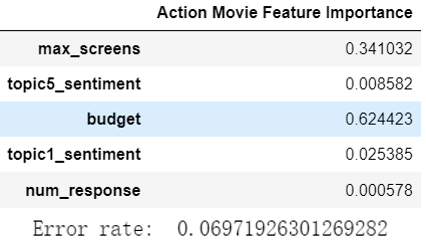 Action Movie Feature Importance
max_screens 0.341032
topic5_sentiment 0.008582
budget 0.624423
topic1_sentiment 0.025385
num_response 0.000578
Error rate: 0.06971926301269282